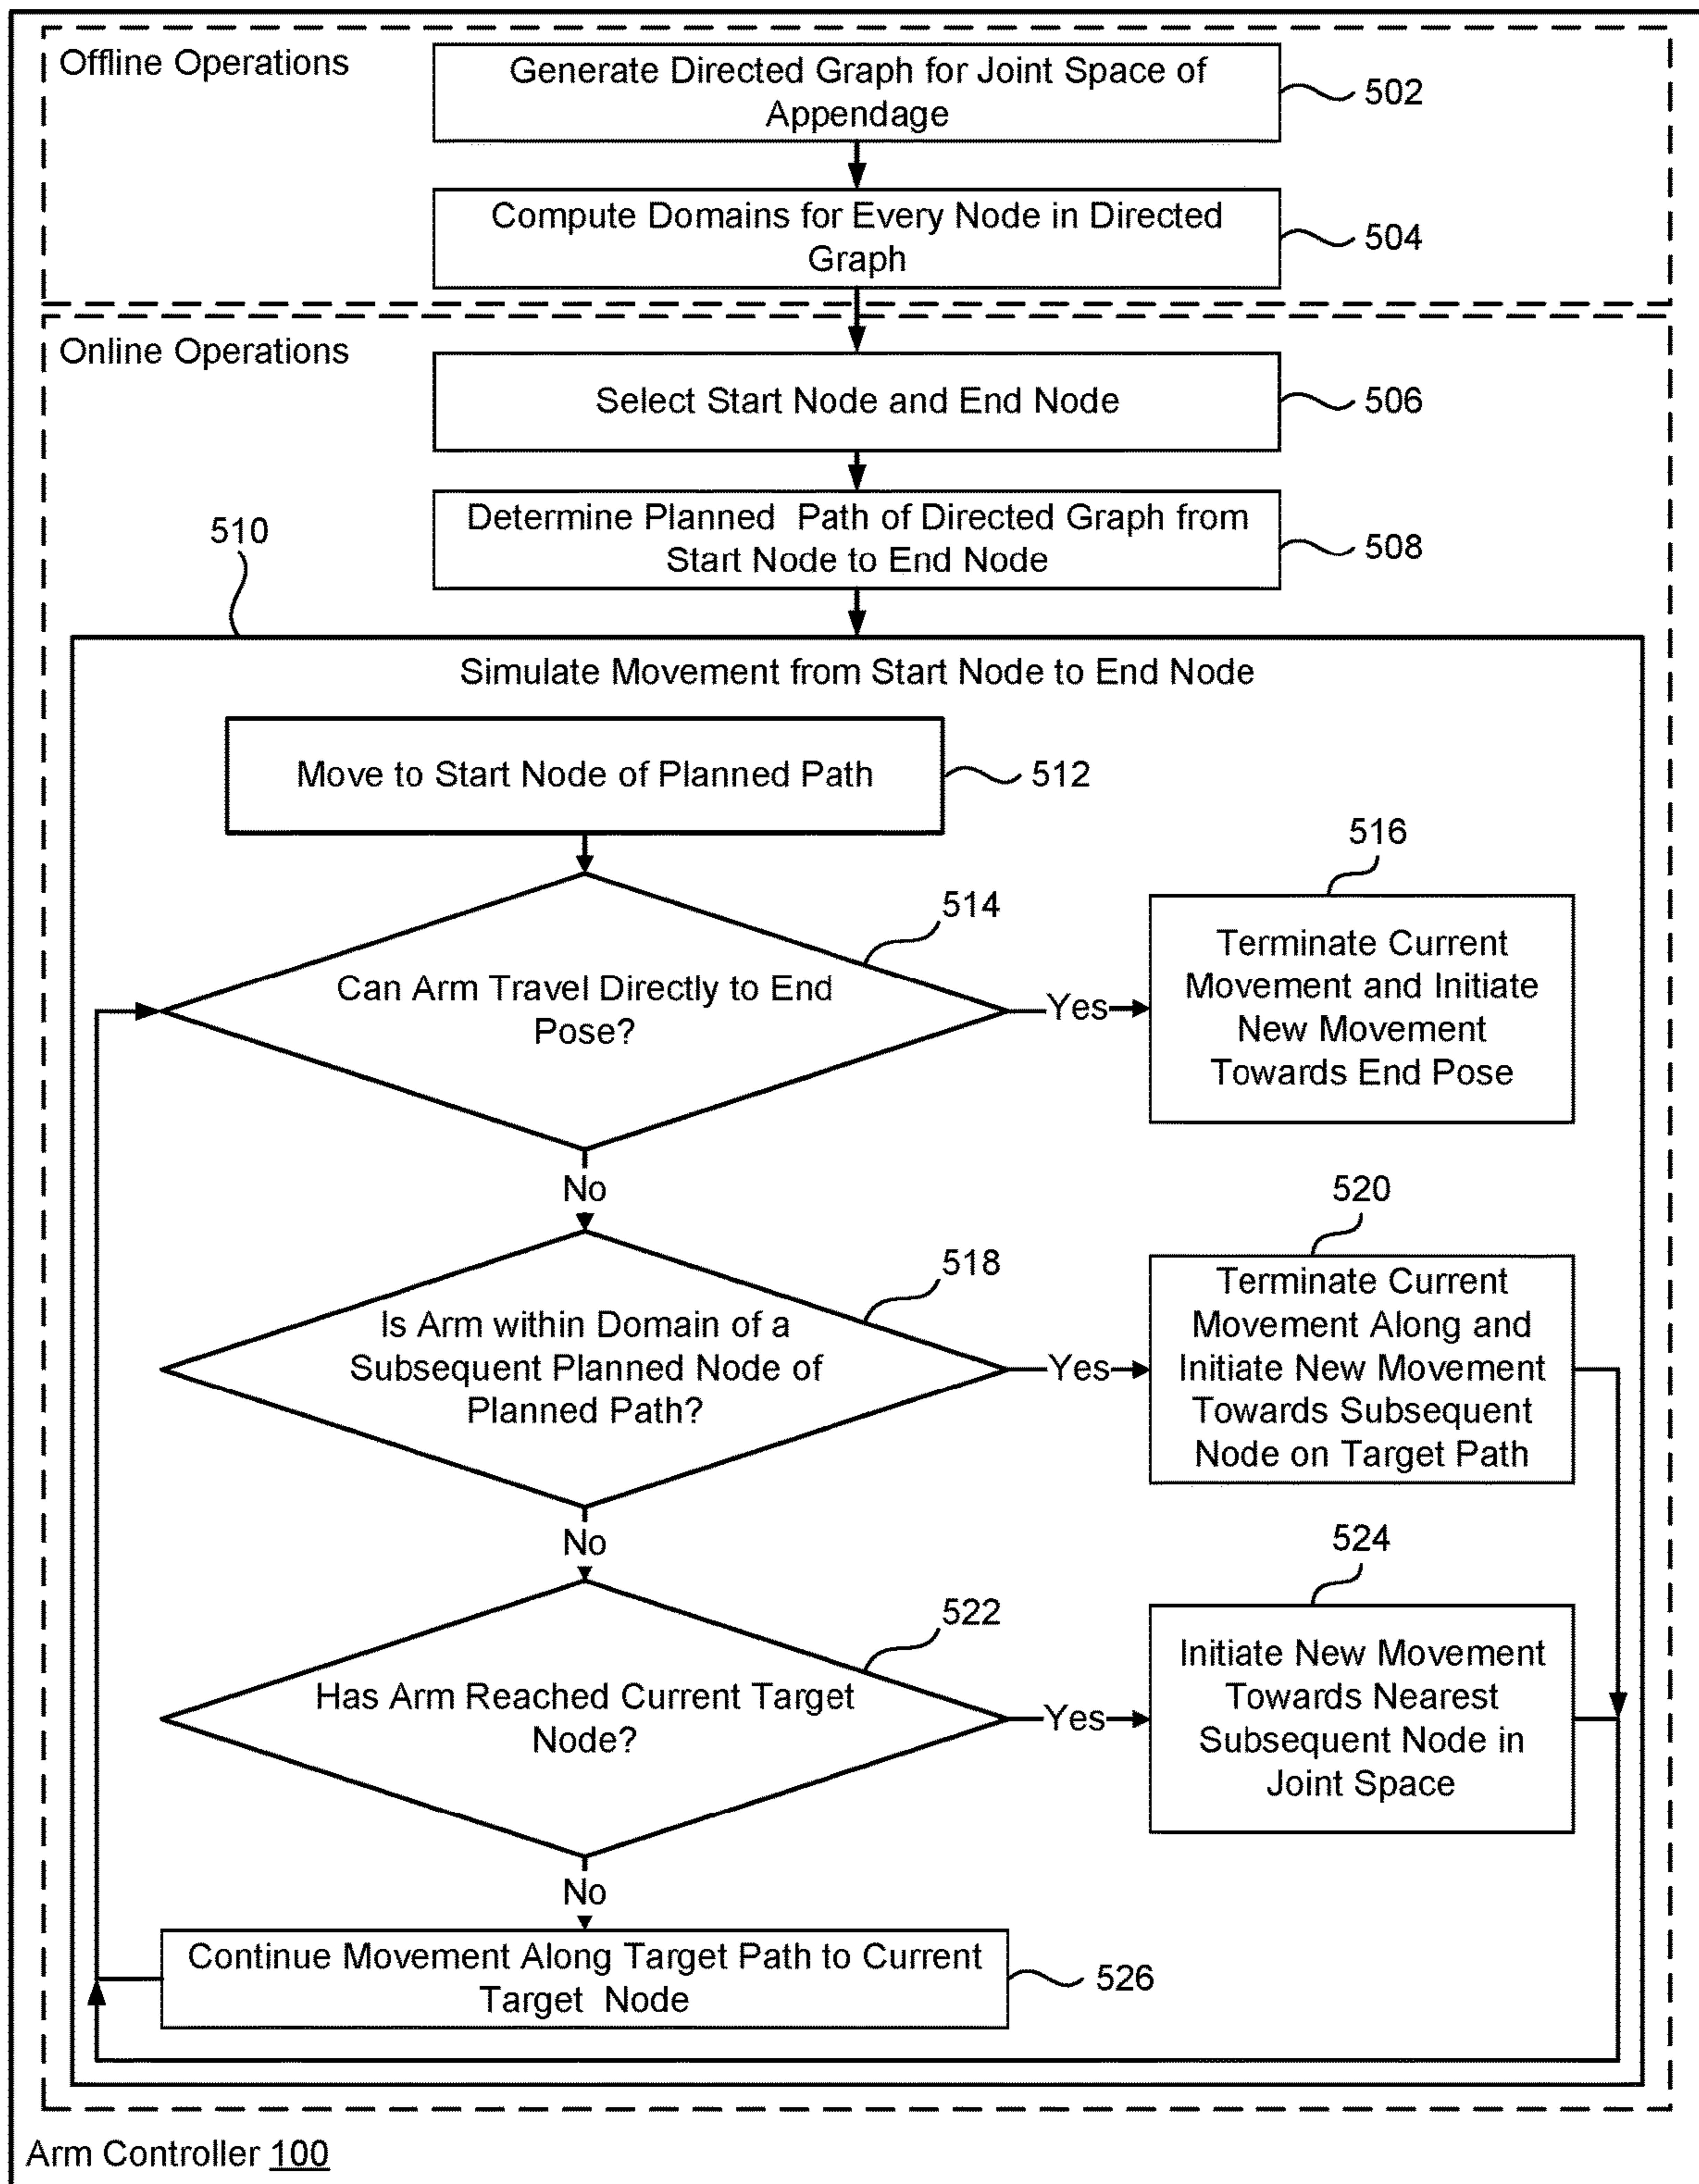 Offline Operations
Generate Directed Graph for Joint Space of
Appendage
502
Compute Domains for Every Node in Directed
Graph
504
Online Operations
Select Start Node and End Node
506
Determine Planned Path of Directed Graph from
Start Node to End Node
508
510
Simulate Movement from Start Node to End Node
Move to Start Node of Planned Path
512
514
Can Arm Travel Directly to End
Pose?
Yes
516
Terminate Current
Movement and Initiate
New Movement
Towards End Pose
No
518
Is Arm within Domain of a
Subsequent Planned Node of
Planned Path?
Yes
520
Terminate Current
Movement Along and
Initiate New Movement
Towards Subsequent
Node on Target Path
No
522
Has Arm Reached Current Target
Node?
Yes
524
Initiate New Movement
Towards Nearest
Subsequent Node in
Joint Space
No
Continue Movement Along Target Path to Current
Target Node
526
Arm Controller 100